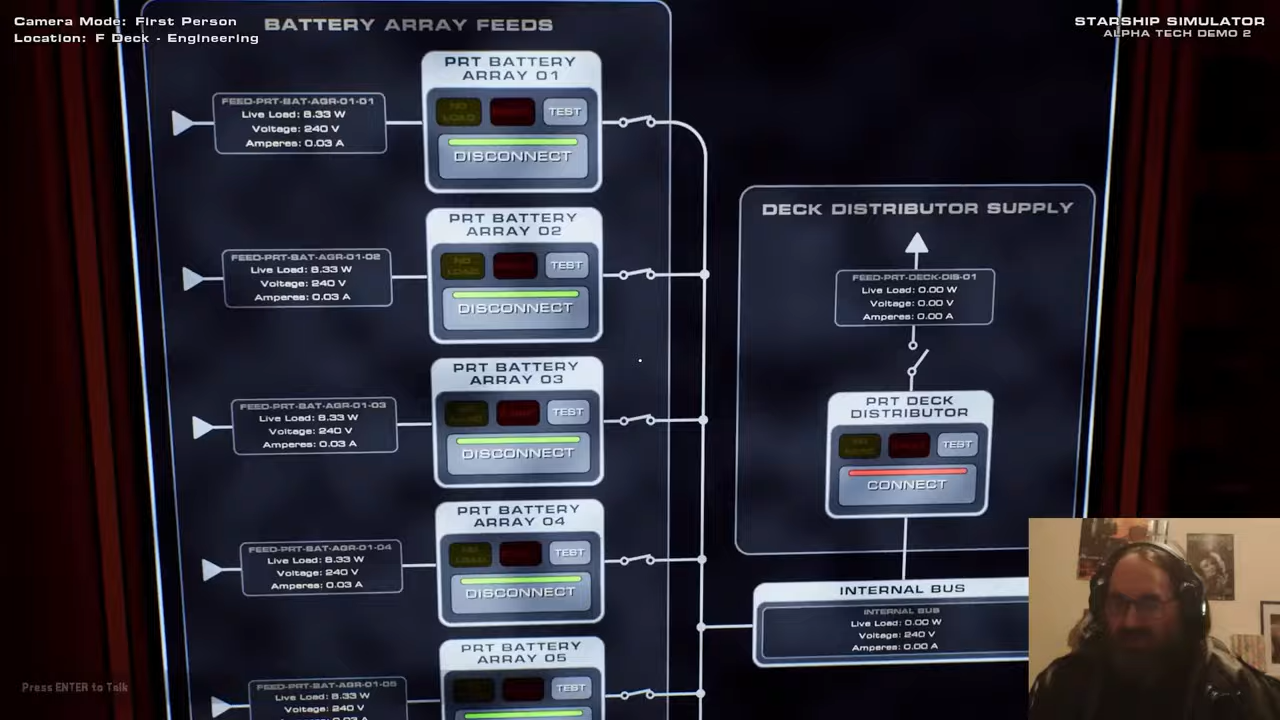 Camera Mode: First Person
Location: F Deck - Engineering
STARSHIP SIMULATOR
ALPHA TECH DEMO 2
BATTERY ARRAY FEEDS
FEED-PRT-BAT-AGR-01-01
Live Load: 8.33 W
Voltage: 240 V
Amperes: 0.03 A
PRT BATTERY
ARRAY 01
NO
LOAD
TEST
DISCONNECT
FEED-PRT-BAT-AGR-01-02
Live Load: 8.33 W
Voltage: 240 V
Amperes: 0.03 A
PRT BATTERY
ARRAY 02
NO
LOAD
TEST
DISCONNECT
FEED-PRT-BAT-AGR-01-03
Live Load: 8.33 W
Voltage: 240 V
Amperes: 0.03 A
PRT BATTERY
ARRAY 03
TEST
DISCONNECT
FEED-PRT-BAT-AGR-01-04
Live Load: 8.33 W
Voltage: 240 V
Amperes: 0.03 A
PRT BATTERY
ARRAY 04
TEST
DISCONNECT
FEED-PRT-BAT-AGR-01-05
Live Load: 8.33 W
Voltage: 240 V
0.03 A
PRT BATTERY
ARRAY 05
TEST
DECK DISTRIBUTOR SUPPLY
FEED-PRT-DECK-DIS-01
Live Load: 0.00 W
Voltage: 0.00 V
Amperes: 0.00 A
PRT DECK
DISTRIBUTOR
TEST
CONNECT
INTERNAL BUS
INTERNAL BUS
Live Load: 0.00 W
Voltage: 240 V
Amperes: 0.00 A
Press ENTER to Talk